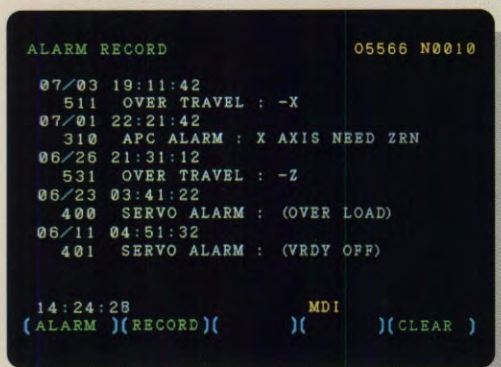 ALARM RECORD O5566 N0010
07/03 19:11:42
511 OVER TRAVEL : -X
07/01 22:21:42
310 APC ALARM : X AXIS NEED ZRN
06/26 21:31:12
531 OVER TRAVEL : -Z
06/23 03:41:22
400 SERVO ALARM : (OVER LOAD)
06/11 04:51:32
401 SERVO ALARM : (VRDY OFF)
14:24:28 MDI
(ALARM )(RECORD)( )( )(CLEAR )